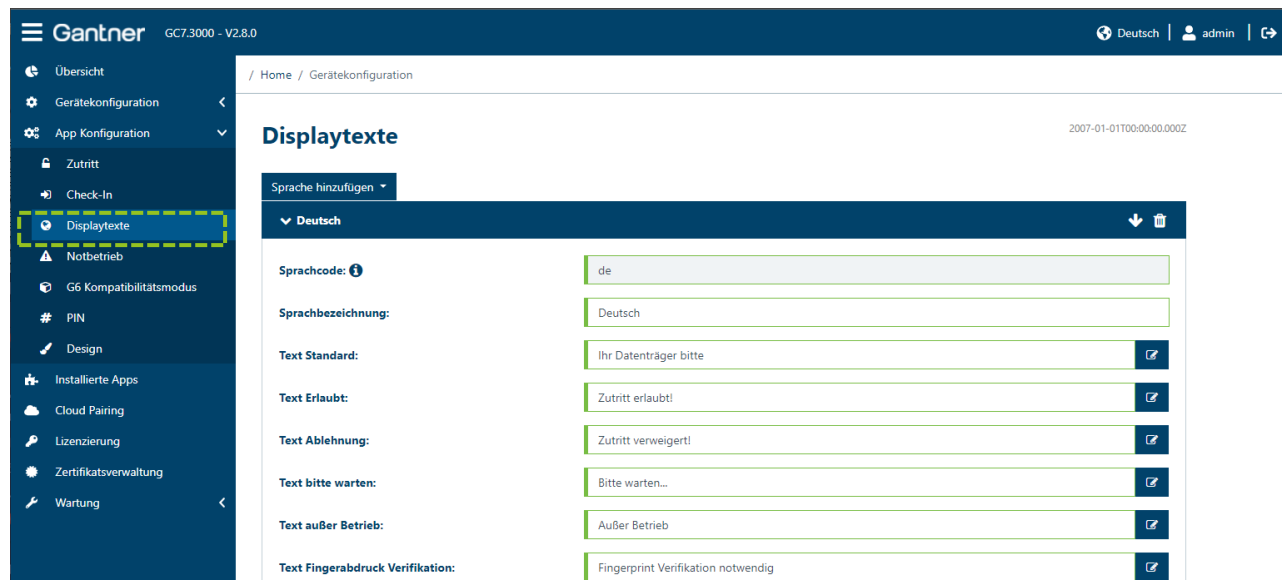 Gantner GC7.3000 - V2.8.0 Deutsch admin
Übersicht
Gerätekonfiguration
App Konfiguration
Zutritt
Check-In
Displaytexte
Notbetrieb
G6 Kompatibilitätsmodus
PIN
Design
Installierte Apps
Cloud Pairing
Lizenzierung
Zertifikatsverwaltung
Wartung
/ Home / Gerätekonfiguration
Displaytexte 2007-01-01T00:00:00.000Z
Sprache hinzufügen
Deutsch
Sprachcode: de
Sprachbezeichnung: Deutsch
Text Standard: Ihr Datenträger bitte
Text Erlaubt: Zutritt erlaubt!
Text Ablehnung: Zutritt verweigert!
Text bitte warten: Bitte warten...
Text außer Betrieb: Außer Betrieb
Text Fingerabdruck Verifikation: Fingerprint Verifikation notwendig